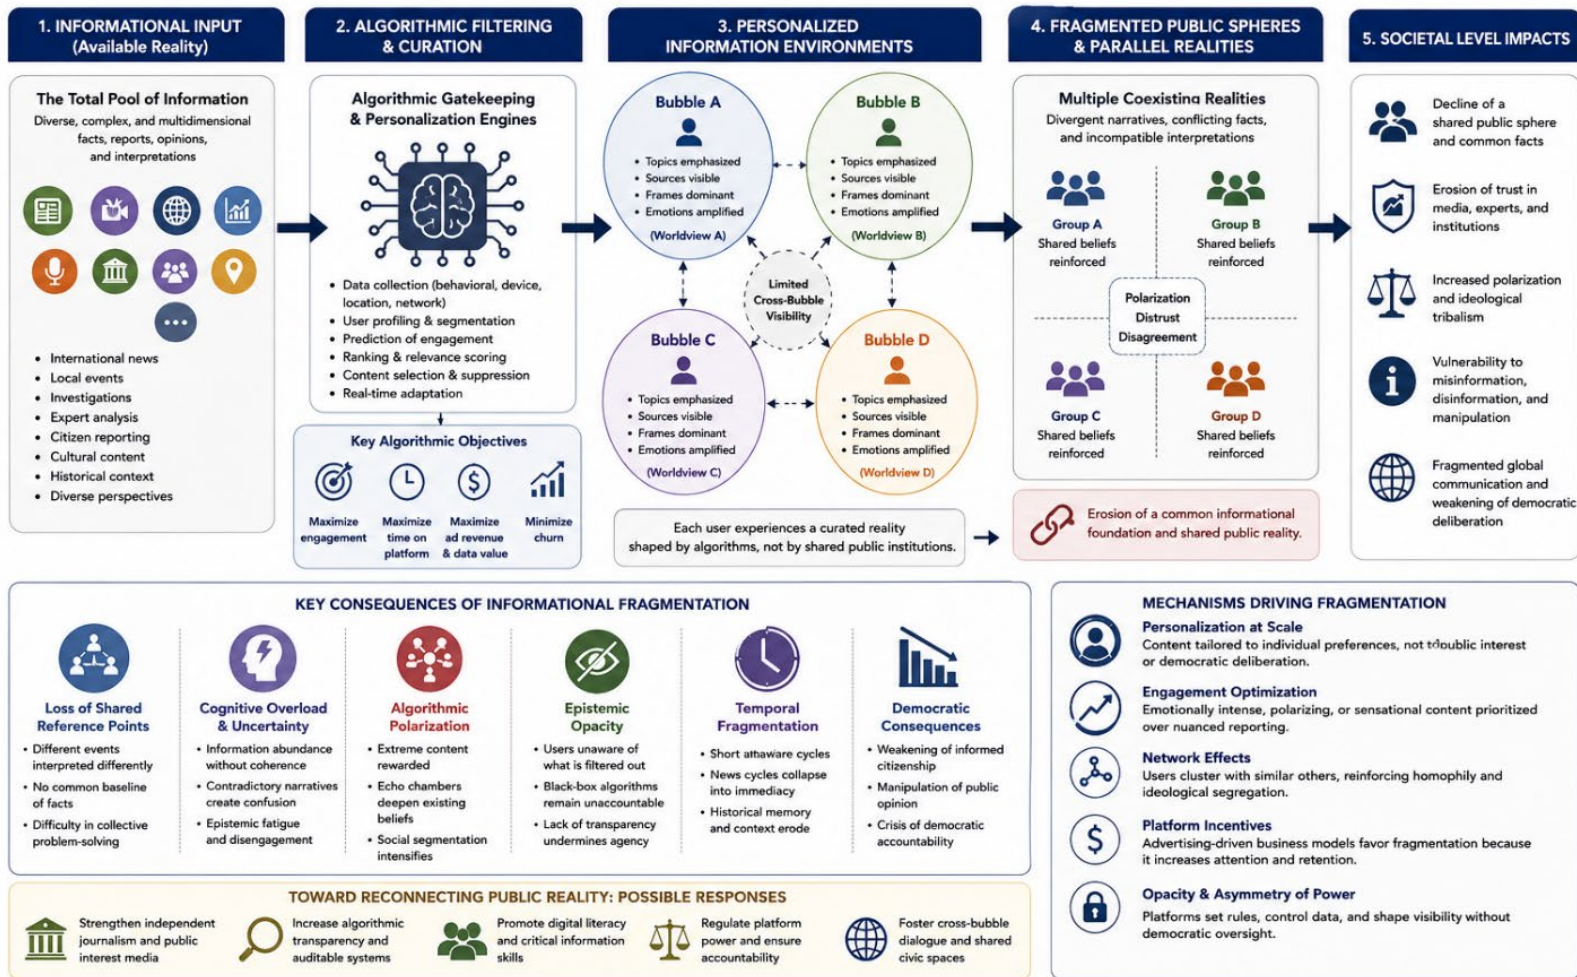 1. INFORMATIONAL INPUT
(Available Reality)
The Total Pool of Information
Diverse, complex, and multidimensional
facts, reports, opinions,
and interpretations
• International news
• Local events
• Investigations
• Expert analysis
• Citizen reporting
• Cultural content
• Historical context
• Diverse perspectives
2. ALGORITHMIC FILTERING
& CURATION
Algorithmic Gatekeeping
& Personalization Engines
• Data collection (behavioral, device,
location, network)
• User profiling & segmentation
• Prediction of engagement
• Ranking & relevance scoring
• Content selection & suppression
• Real-time adaptation
Key Algorithmic Objectives
Maximize
engagement
Maximize
time on
platform
$
Maximize
ad revenue
& data value
Minimize
churn
3. PERSONALIZED
INFORMATION ENVIRONMENTS
Bubble A
• Topics emphasized
• Sources visible
• Frames dominant
• Emotions amplified
(Worldview A)
Bubble B
• Topics emphasized
• Sources visible
• Frames dominant
• Emotions amplified
(Worldview B)
Limited
Cross-Bubble
Visibility
Bubble C
• Topics emphasized
• Sources visible
• Frames dominant
• Emotions amplified
(Worldview C)
Bubble D
• Topics emphasized
• Sources visible
• Frames dominant
• Emotions amplified
(Worldview D)
Each user experiences a curated reality
shaped by algorithms, not by shared public institutions.
4. FRAGMENTED PUBLIC SPHERES
& PARALLEL REALITIES
Multiple Coexisting Realities
Divergent narratives, conflicting facts,
and incompatible interpretations
Group A
Shared beliefs
reinforced
Group B
Shared beliefs
reinforced
Polarization
Distrust
Disagreement
Group C
Shared beliefs
reinforced
Group D
Shared beliefs
reinforced
Erosion of a common informational
foundation and shared public reality.
5. SOCIETAL LEVEL IMPACTS
Decline of a
shared public sphere
and common facts
Erosion of trust in
media, experts, and
institutions
Increased polarization
and ideological
tribalism
i
Vulnerability to
misinformation,
disinformation, and
manipulation
Fragmented global
communication and
weakening of democratic
deliberation
KEY CONSEQUENCES OF INFORMATIONAL FRAGMENTATION
Loss of Shared
Reference Points
• Different events
interpreted differently
• No common baseline
of facts
• Difficulty in collective
problem-solving
Cognitive Overload
& Uncertainty
• Information abundance
without coherence
• Contradictory narratives
create confusion
• Epistemic fatigue
and disengagement
Algorithmic
Polarization
• Extreme content
rewarded
• Echo chambers
deepen existing
beliefs
• Social segmentation
intensifies
Epistemic
Opacity
• Users unaware of
what is filtered out
• Black-box algorithms
remain unaccountable
• Lack of transparency
undermines agency
Temporal
Fragmentation
• Short cycles
• News cycles collapse
into immediacy
• Historical memory
and context erode
Democratic
Consequences
• Weakening of informed
citizenship
• Manipulation of public
opinion
• Crisis of democratic
accountability
MECHANISMS DRIVING FRAGMENTATION
Personalization at Scale
Content tailored to individual preferences, not interest
or democratic deliberation.
Engagement Optimization
Emotionally intense, polarizing, or sensational content prioritized
over nuanced reporting.
Network Effects
Users cluster with similar others, reinforcing homophily and
ideological segregation.
$
Platform Incentives
Advertising-driven business models favor fragmentation because
it increases attention and retention.
Opacity & Asymmetry of Power
Platforms set rules, control data, and shape visibility without
democratic oversight.
TOWARD RECONNECTING PUBLIC REALITY: POSSIBLE RESPONSES
Strengthen independent
journalism and public
interest media
Increase algorithmic
transparency and
auditable systems
Promote digital literacy
and critical information
skills
Regulate platform
power and ensure
accountability
Foster cross-bubble
dialogue and shared
civic spaces